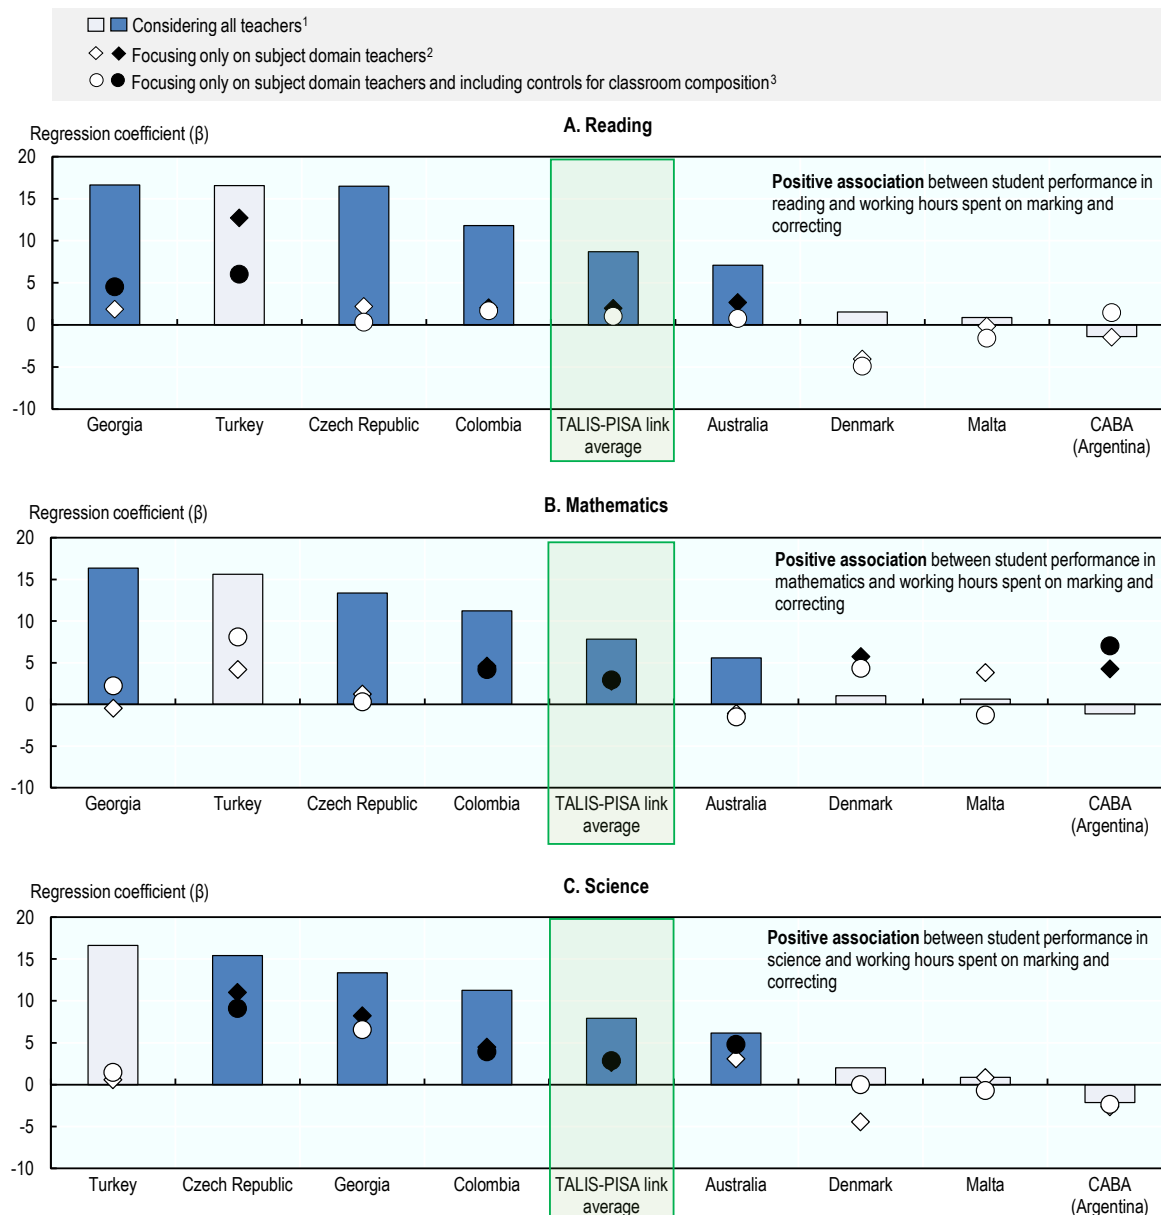 Considering all teachers¹
Focusing only on subject domain teachers²
Focusing only on subject domain teachers and including controls for classroom composition³
Regression coefficient (β)
A. Reading
20
15
10
5
0
-5
-10
Positive association between student performance in
reading and working hours spent on marking and
correcting
Georgia
Turkey
Czech Republic
Colombia
TALIS-PISA link
average
Australia
Denmark
Malta
CABA
(Argentina)
Regression coefficient (β)
B. Mathematics
20
15
10
5
0
-5
-10
Positive association between student performance in
mathematics and working hours spent on marking and
correcting
Georgia
Turkey
Czech Republic
Colombia
TALIS-PISA link
average
Australia
Denmark
Malta
CABA
(Argentina)
Regression coefficient (β)
C. Science
20
15
10
5
0
-5
-10
Positive association between student performance in
science and working hours spent on marking and
correcting
Turkey
Czech Republic
Georgia
Colombia
TALIS-PISA link
average
Australia
Denmark
Malta
CABA
(Argentina)